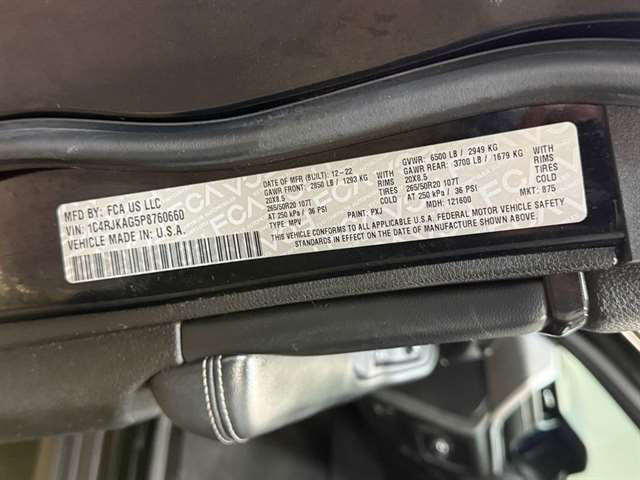 MFD BY: FCA US LLC
VIN: 1C4RJKAG5P8760660
VEHICLE MADE IN: U.S.A.
DATE OF MFR (BUILT): 12-22
GAWR FRONT: 2850 LB / 1293 KG WITH
20X8.5 RIMS
265/50R20 107T TIRES
AT 250 kPa / 36 PSI COLD
TYPE: MPV PAINT: PXJ
GVWR: 6500 LB / 2949 KG
GAWR REAR: 3700 LB / 1679 KG WITH
20X8.5 RIMS
265/50R20 107T TIRES
AT 250 kPa / 36 PSI COLD
MDH: 121600 MKT: 875
THIS VEHICLE CONFORMS TO ALL APPLICABLE U.S.A. FEDERAL MOTOR VEHICLE SAFETY
STANDARDS IN EFFECT ON THE DATE OF MANUFACTURE SHOWN ABOVE